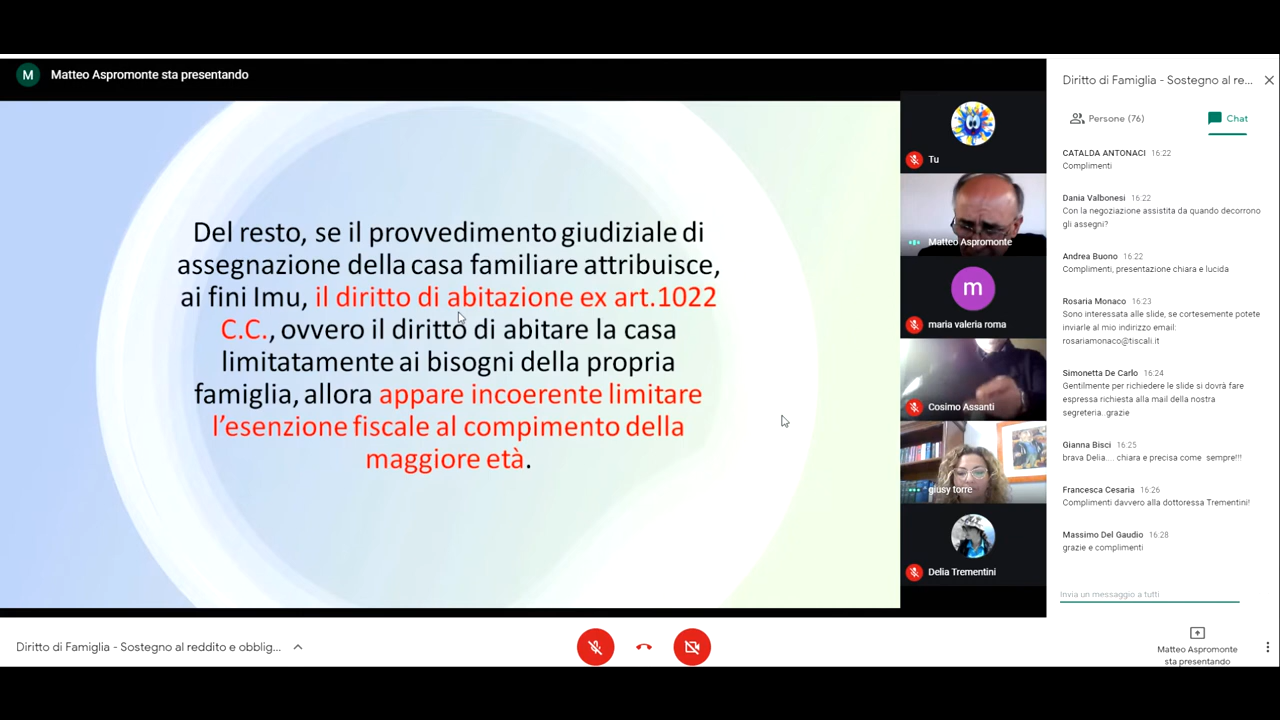 M
Matteo Aspromonte sta presentando
Del resto, se il provvedimento giudiziale di
assegnazione della casa familiare attribuisce,
ai fini Imu, il diritto di abitazione ex art.1022
C.C., ovvero il diritto di abitare la casa
limitatamente ai bisogni della propria
famiglia, allora appare incoerente limitare
l'esenzione fiscale al compimento della
maggiore età.
Tu
Matteo Aspromonte
m
maria valeria roma
Cosimo Assanti
giusy torre
Delia Trementini
Diritto di Famiglia - Sostegno al re...
Persone (76)
Chat
CATALDA ANTONACI 16:22
Complimenti
Dania Valbonesi 16:22
Con la negoziazione assistita da quando decorrono
gli assegni?
Andrea Buono 16:22
Complimenti, presentazione chiara e lucida
Rosaria Monaco 16:23
Sono interessata alle slide, se cortesemente potete
inviarle al mio indirizzo email:
rosariamonaco@tiscali.it
Simonetta De Carlo 16:24
Gentilmente per richiedere le slide si dovrà fare
espressa richiesta alla mail della nostra
segreteria..grazie
Gianna Bisci 16:25
brava Delia.... chiara e precisa come sempre!!!
Francesca Cesaria 16:26
Complimenti davvero alla dottoressa Trementini!
Massimo Del Gaudio 16:28
grazie e complimenti
Invia un messaggio a tutti
Diritto di Famiglia - Sostegno al reddito e obblig...
Matteo Aspromonte
sta presentando